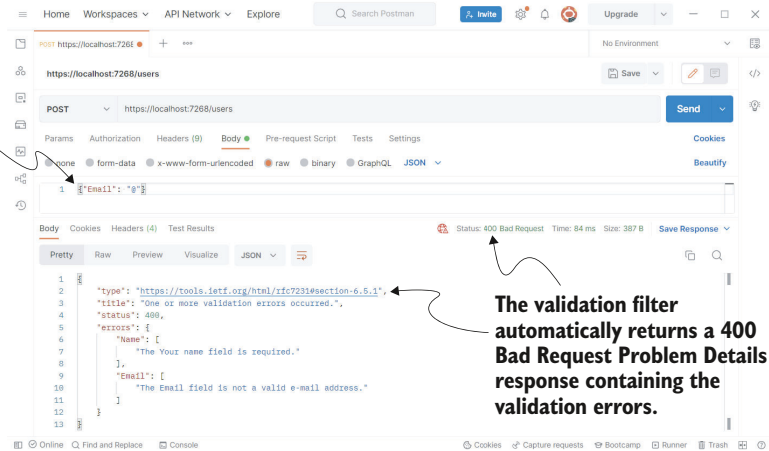 Home Workspaces API Network Explore Search Postman Invite Upgrade
POST https://localhost:7268 No Environment
https://localhost:7268/users Save
POST https://localhost:7268/users Send
Params Authorization Headers (9) Body Pre-request Script Tests Settings Cookies
none form-data x-www-form-urlencoded raw binary GraphQL JSON Beautify
1 {"Email": "@"}
Body Cookies Headers (4) Test Results Status: 400 Bad Request Time: 84 ms Size: 387 B Save Response
Pretty Raw Preview Visualize JSON
1 {
2 "type": "https://tools.ietf.org/html/rfc7231#section-6.5.1",
3 "title": "One or more validation errors occurred.",
4 "status": 400,
5 "errors": {
6 "Name": [
7 "The Your name field is required."
8 ],
9 "Email": [
10 "The Email field is not a valid e-mail address."
11 ]
12 }
13 }
The validation filter
automatically returns a 400
Bad Request Problem Details
response containing the
validation errors.
Online Find and Replace Console Cookies Capture requests Bootcamp Runner Trash